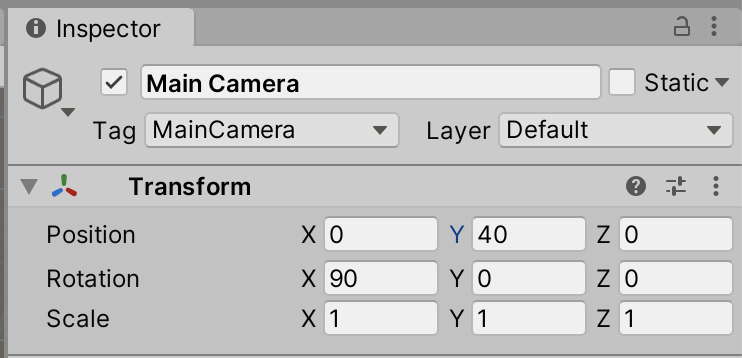 Inspector
Main Camera Static
Tag MainCamera Layer Default
Transform
Position X 0 Y 40 Z 0
Rotation X 90 Y 0 Z 0
Scale X 1 Y 1 Z 1